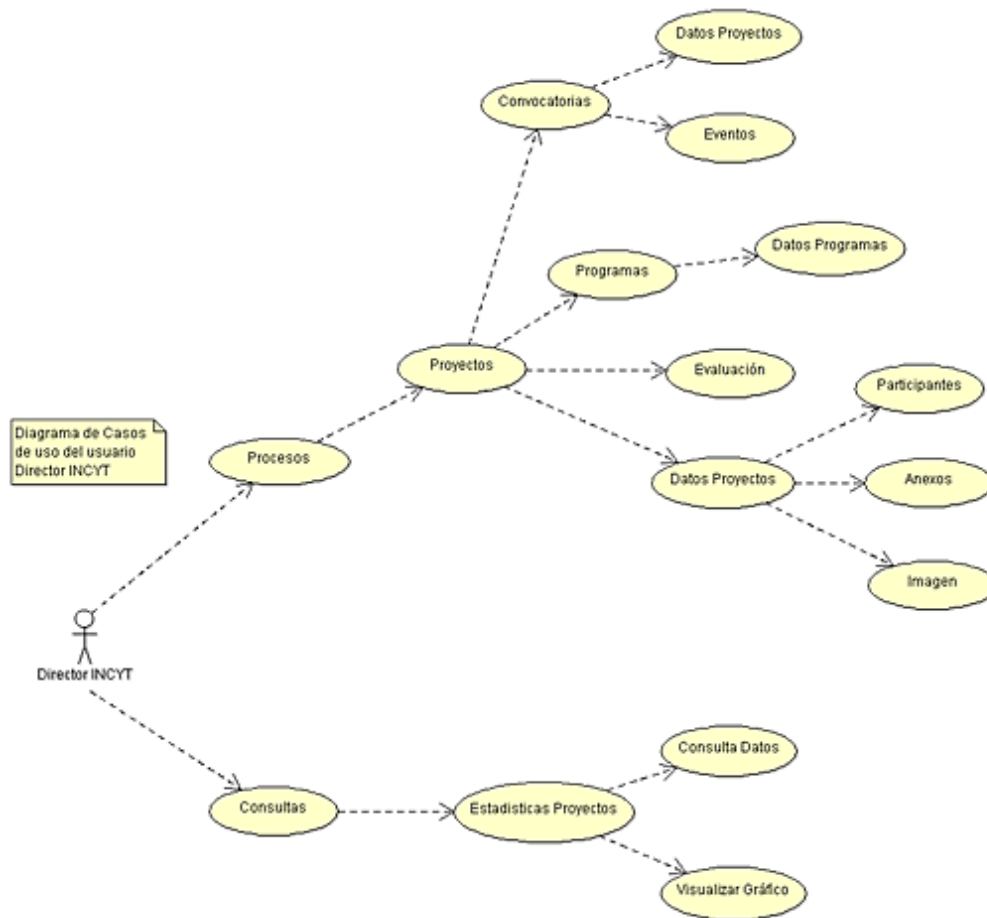 Datos Proyectos
Convocatorias
Eventos
Datos Programas
Programas
Proyectos
Evaluación
Participantes
Diagrama de Casos
de uso del usuario
Director INCYT
Procesos
Datos Proyectos
Anexos
Imagen
Director INCYT
Consulta Datos
Consultas
Estadisticas Proyectos
Visualizar Gráfico